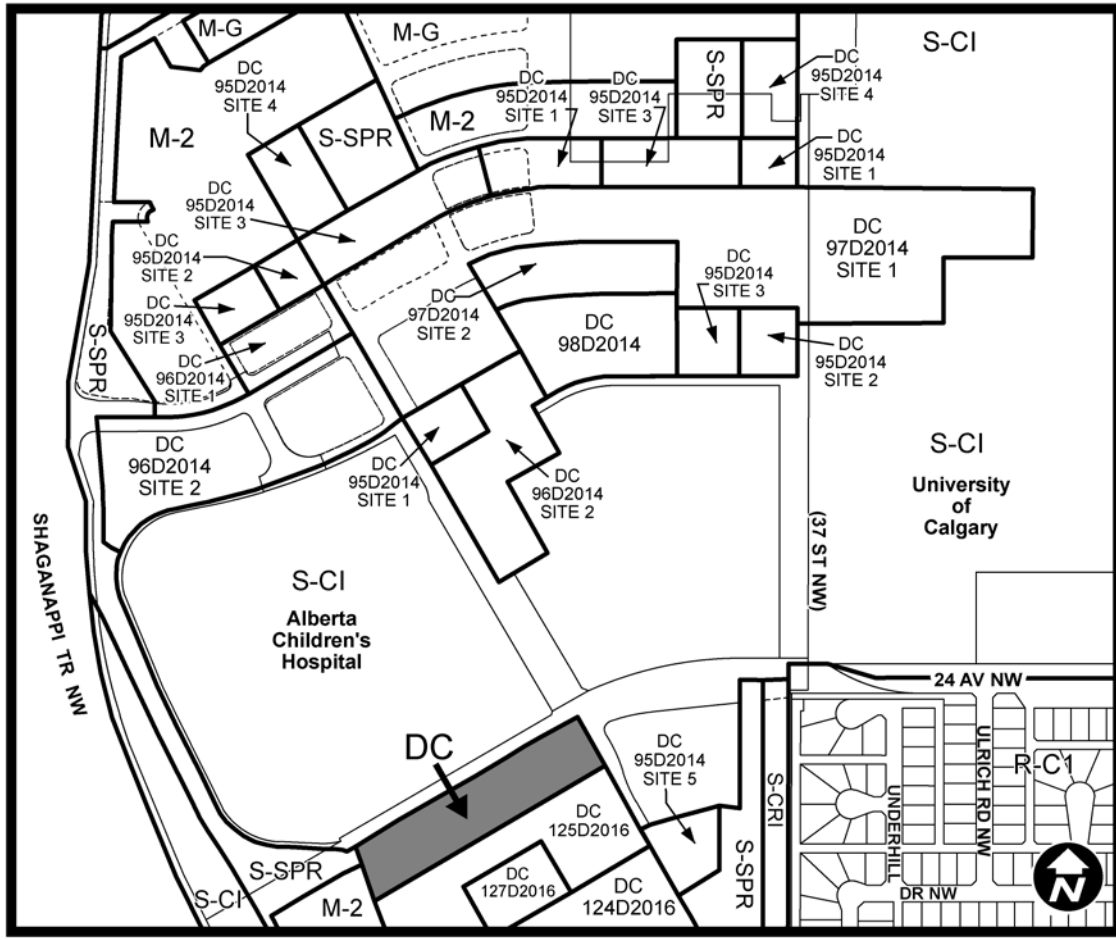 M-G
M-G
S-CI
DC
95D2014
SITE 4
M-2
S-SPR
M-2
DC
95D2014
SITE 1
DC
95D2014
SITE 3
S-SPR
DC
95D2014
SITE 4
DC
95D2014
SITE 1
DC
95D2014
SITE 3
DC
95D2014
SITE 2
DC
95D2014
SITE 3
DC
97D2014
SITE 1
DC
95D2014
SITE 3
DC
97D2014
SITE 2
DC
98D2014
DC
95D2014
SITE 2
S-SPR
DC
96D2014
SITE 1
DC
96D2014
SITE 2
DC
95D2014
SITE 1
DC
96D2014
SITE 2
S-CI
University
of
Calgary
(37 ST NW)
SHAGANAPPI TR NW
S-CI
Alberta
Children's
Hospital
24 AV NW
DC
DC
95D2014
SITE 5
S-CRI
UNDERHILL
DR NW
ULRICH RD NW
R-C1
S-SPR
S-CI
S-SPR
M-2
DC
125D2016
DC
127D2016
DC
124D2016
N